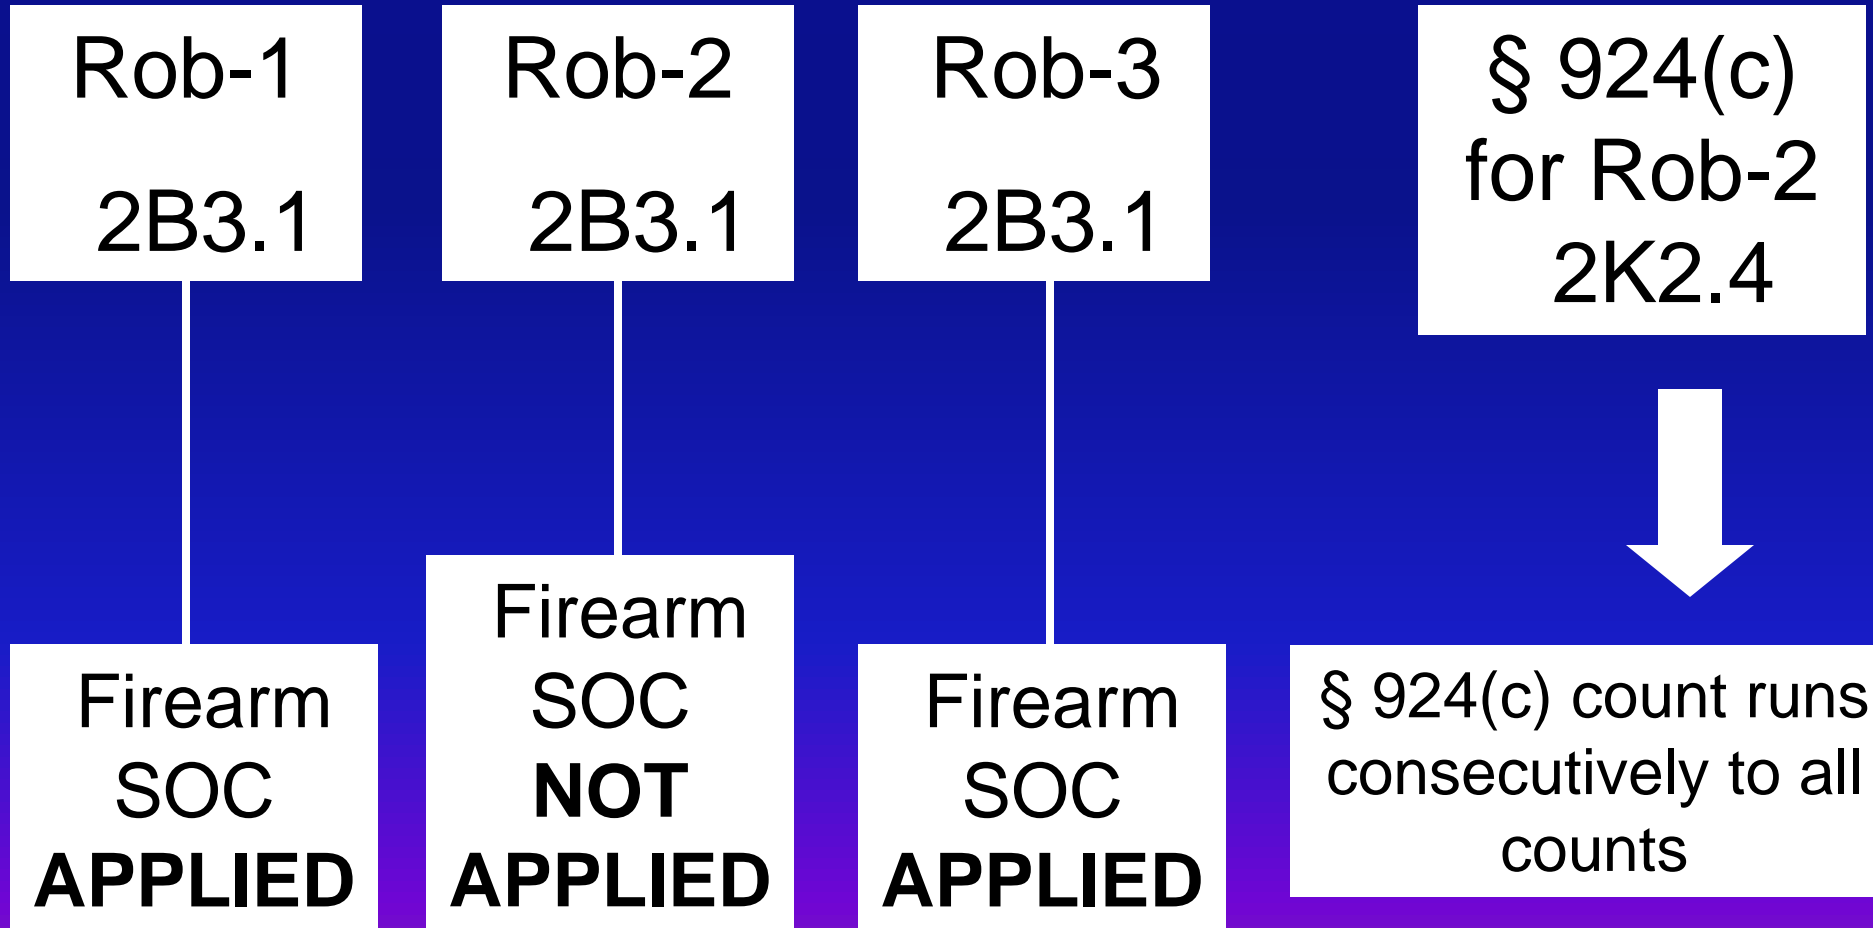 Rob-1
2B3.1
Rob-2
2B3.1
Rob-3
2B3.1
§ 924(c)
for Rob-2
2K2.4
Firearm
SOC
APPLIED
Firearm
SOC
NOT
APPLIED
Firearm
SOC
APPLIED
§ 924(c) count runs
consecutively to all
counts